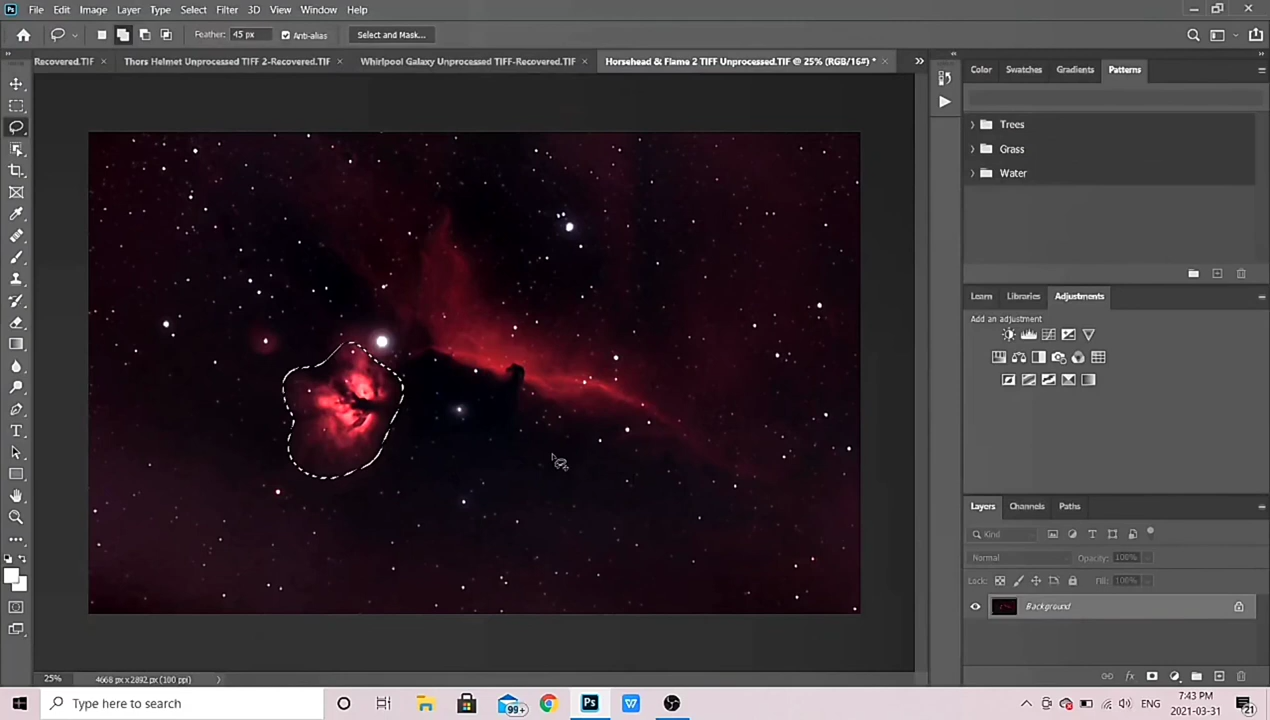 Ps File Edit Image Layer Type Select Filter 3D View Window Help
Feather: 45 px Anti-alias Select and Mask...
Recovered.TIF × Thors Helmet Unprocessed TIFF 2-Recovered.TIF × Whirlpool Galaxy Unprocessed TIFF-Recovered.TIF × Horsehead & Flame 2 TIFF Unprocessed.TIF @ 25% (RGB/16#) * ×
Color Swatches Gradients Patterns
Trees
Grass
Water
Learn Libraries Adjustments
Add an adjustment
Layers Channels Paths
Kind
Normal Opacity: 100%
Lock: Fill: 100%
Background
25% 4668 px x 2892 px (100 ppi)
Type here to search
99+
Ps
W
ENG
7:43 PM
2021-03-31
21